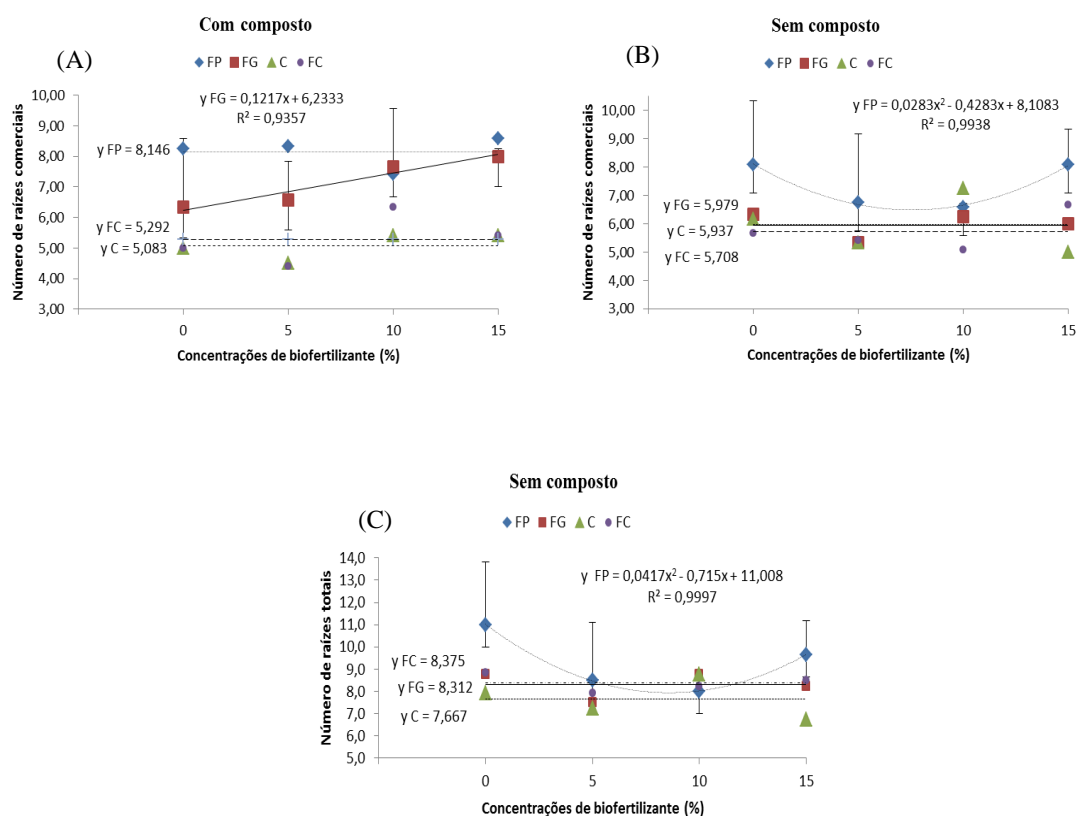 Com composto
(A)
FP FG C FC
y FG = 0,1217x + 6,2333
R² = 0,9357
Número de raízes comerciais
10,00
9,00
8,00
7,00
6,00
5,00
4,00
3,00
y FP = 8,146
y FC = 5,292
y C = 5,083
0 5 10 15
Concentrações de biofertilizante (%)
Sem composto
(B)
FP FG C FC
y FP = 0,0283x² - 0,4283x + 8,1083
R² = 0,9938
Número de raízes comerciais
10,00
9,00
8,00
7,00
6,00
5,00
4,00
3,00
y FG = 5,979
y C = 5,937
y FC = 5,708
0 5 10 15
Concentrações de biofertilizante (%)
Sem composto
(C)
FP FG C FC
y FP = 0,0417x² - 0,715x + 11,008
R² = 0,9997
Número de raízes totais
14,0
13,0
12,0
11,0
10,0
9,0
8,0
7,0
6,0
5,0
y FC = 8,375
y FG = 8,312
y C = 7,667
0 5 10 15
Concentrações de biofertilizante (%)